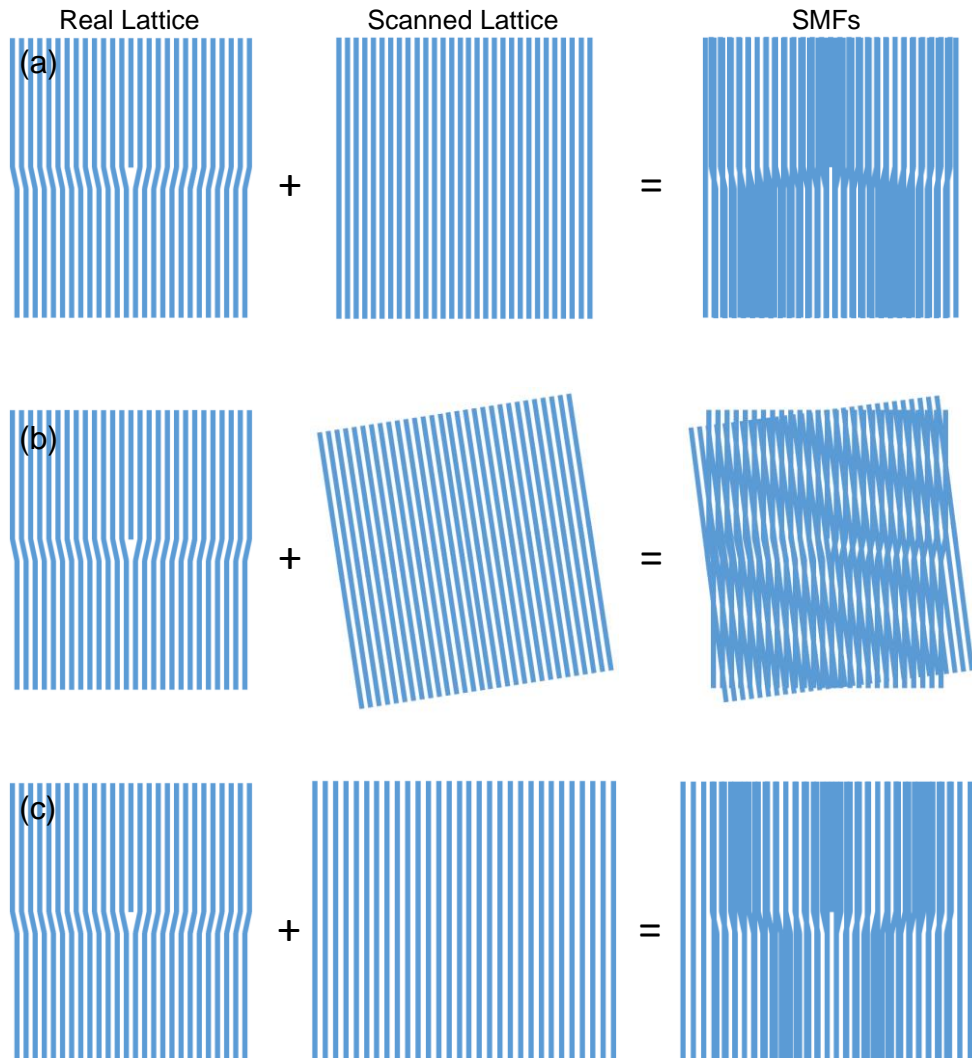 Real Lattice Scanned Lattice SMFs
(a)
+ =
(b)
+ =
(c)
+ =